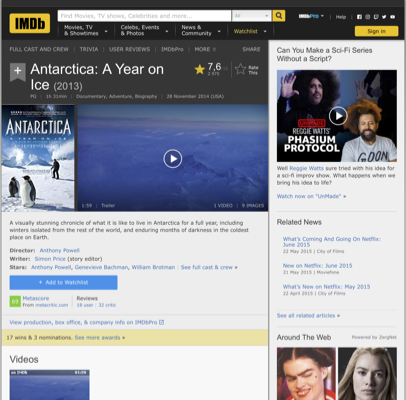 IMDb
Find Movies, TV shows, Celebrities and more...
All
IMDbPro
Help
Movies, TV
& Showtimes
Celebs, Events
& Photos
News &
Community
Watchlist
Sign in
FULL CAST AND CREW | TRIVIA | USER REVIEWS | IMDbPro | MORE
SHARE
Antarctica: A Year on
Ice (2013)
7,6
Rate
This
PG | 1h 31min | Documentary, Adventure, Biography | 28 November 2014 (USA)
ANTARCTICA
A YEAR ON ICE
1:59 | Trailer
1 VIDEO | 9 IMAGES
A visually stunning chronicle of what it is like to live in Antarctica for a full year, including
winters isolated from the rest of the world, and enduring months of darkness in the coldest
place on Earth.
Director: Anthony Powell
Writer: Simon Price (story editor)
Stars: Anthony Powell, Genevieve Bachman, William Brotman | See full cast & crew »
+ Add to Watchlist
Metascore
From metacritic.com
Reviews
16 user | 31 critic
View production, box office, & company info on IMDbPro
17 wins & 3 nominations. See more awards »
Videos
Can You Make a Sci-Fi Series
Without a Script?
REGGIE WATTS'
PHASIUM
PROTOCOL
Well Reggie Watts sure tried with his idea for
a sci-fi improv show. What happens when we
bring his idea to life?
Watch now on "UnMade" »
Related News
What's Coming And Going On Netflix:
June 2015
22 May 2015 | City of Films
New on Netflix: June 2015
21 May 2015 | Moviefone
What's New on Netflix: May 2015
22 April 2015 | City of Films
See all related articles »
Around The Web
Powered by ZergNet